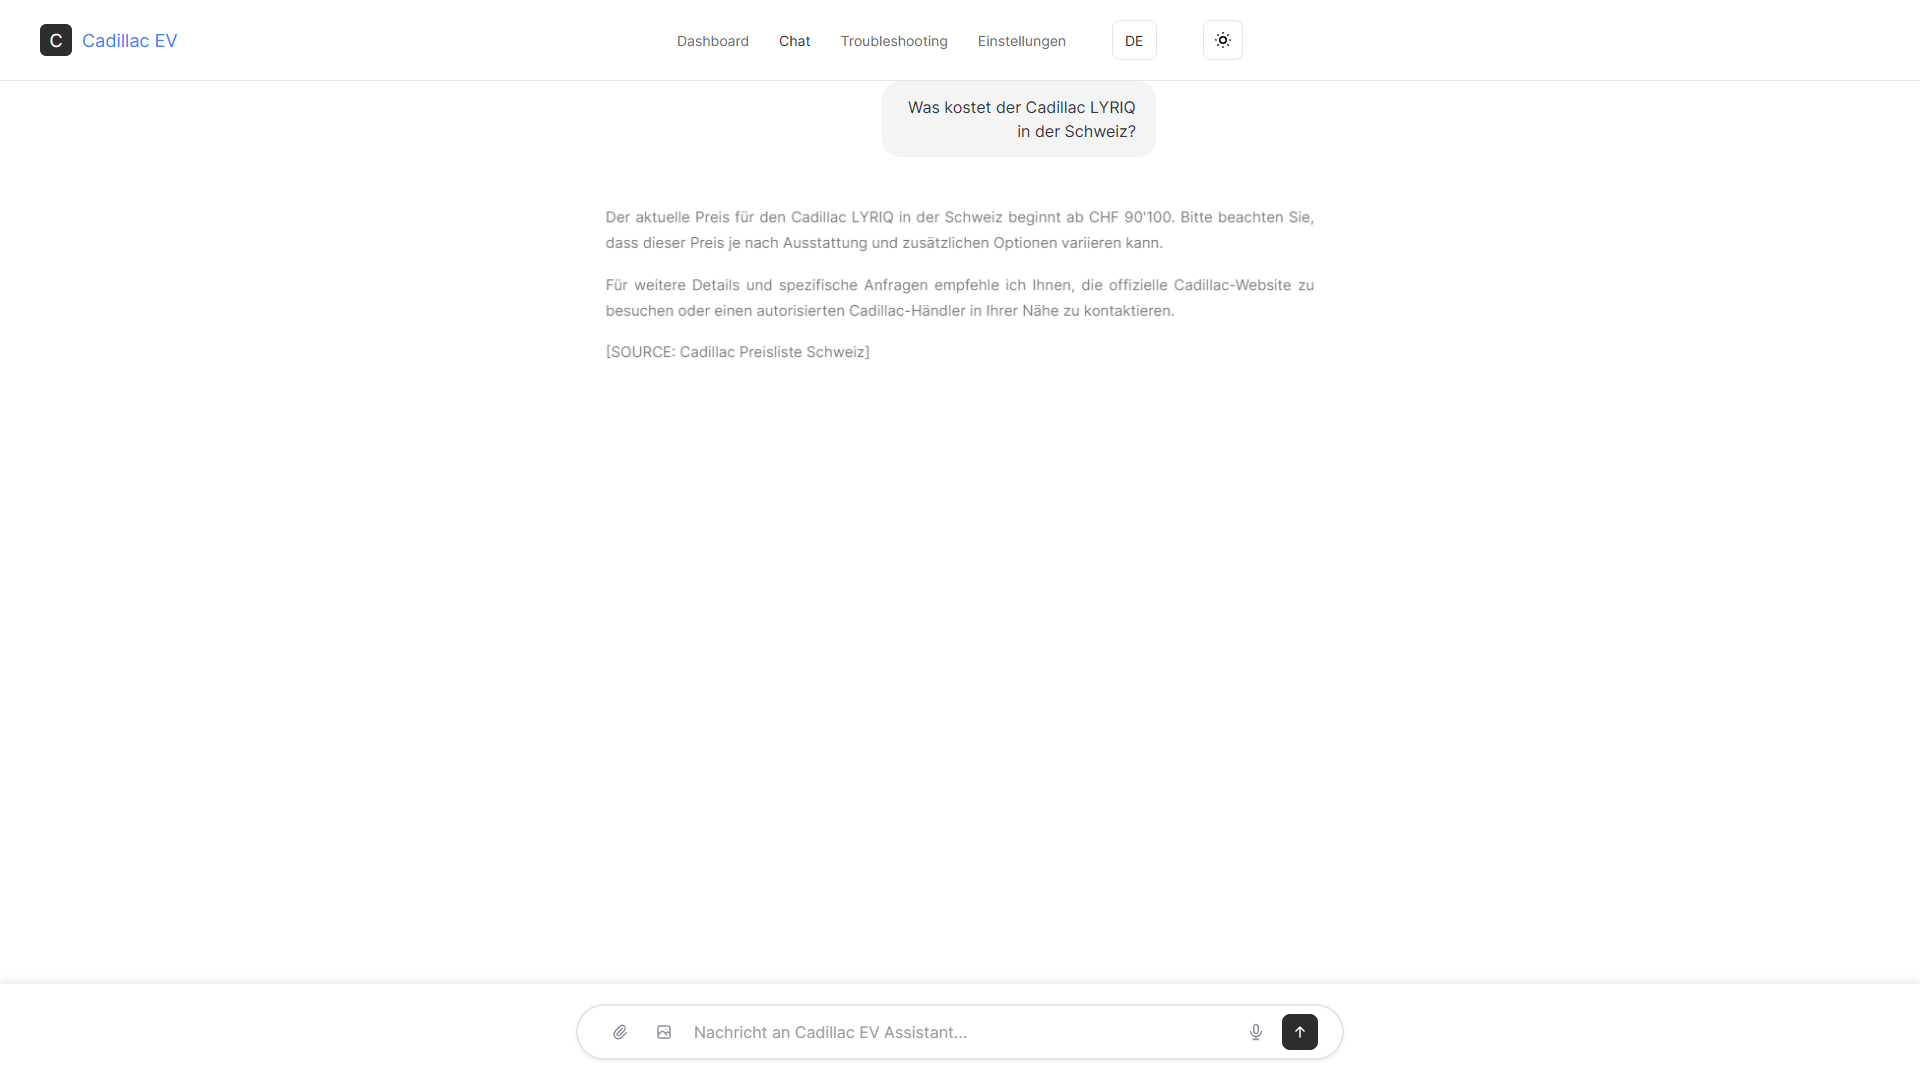 C Cadillac EV
Dashboard Chat Troubleshooting Einstellungen DE
Was kostet der Cadillac LYRIQ
in der Schweiz?
Der aktuelle Preis für den Cadillac LYRIQ in der Schweiz beginnt ab CHF 90'100. Bitte beachten Sie,
dass dieser Preis je nach Ausstattung und zusätzlichen Optionen variieren kann.
Für weitere Details und spezifische Anfragen empfehle ich Ihnen, die offizielle Cadillac-Website zu
besuchen oder einen autorisierten Cadillac-Händler in Ihrer Nähe zu kontaktieren.
[SOURCE: Cadillac Preisliste Schweiz]
Nachricht an Cadillac EV Assistant...